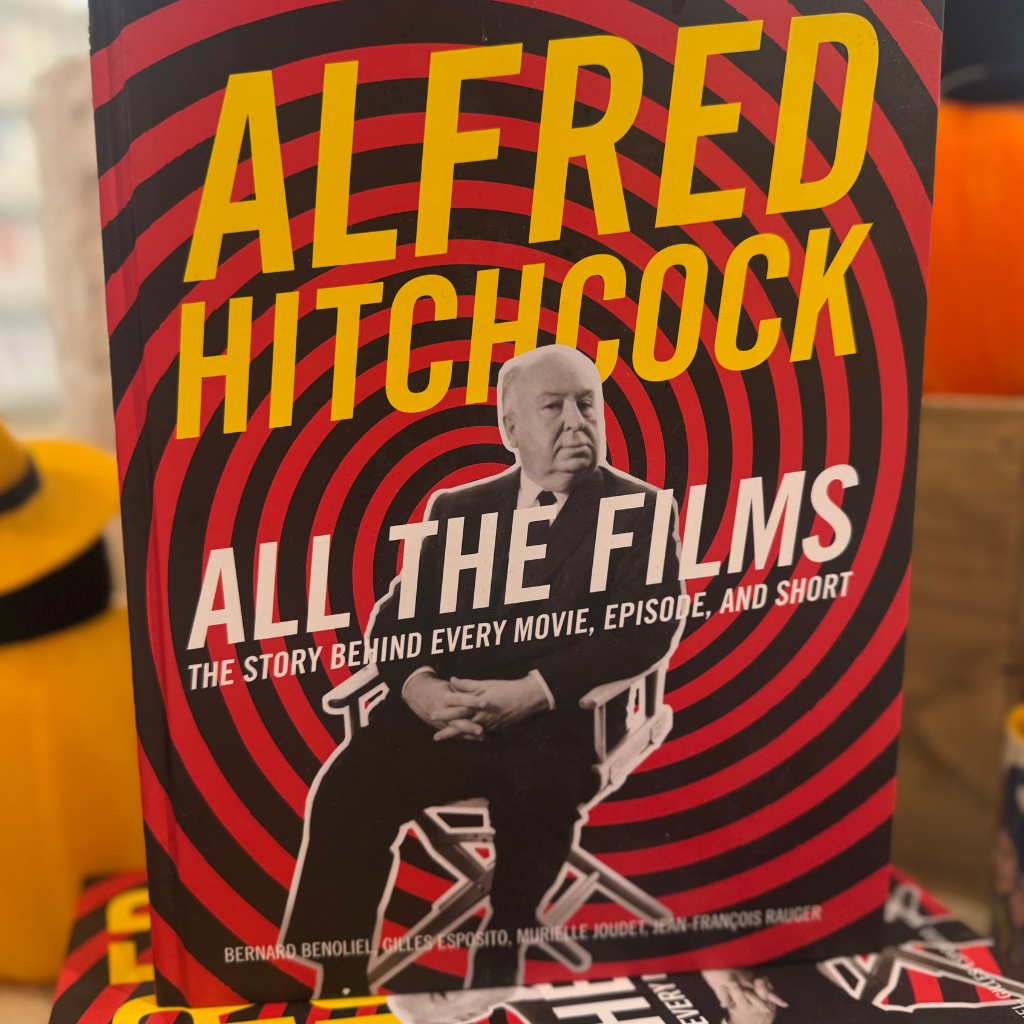 ALFRED
HITCHCOCK
ALL THE FILMS
THE STORY BEHIND EVERY MOVIE, EPISODE, AND SHORT
BERNARD BENOLIEL, GILLES ESPOSITO, MURIELLE JOUDET, JEAN-FRANÇOIS RAUGER
EVERY